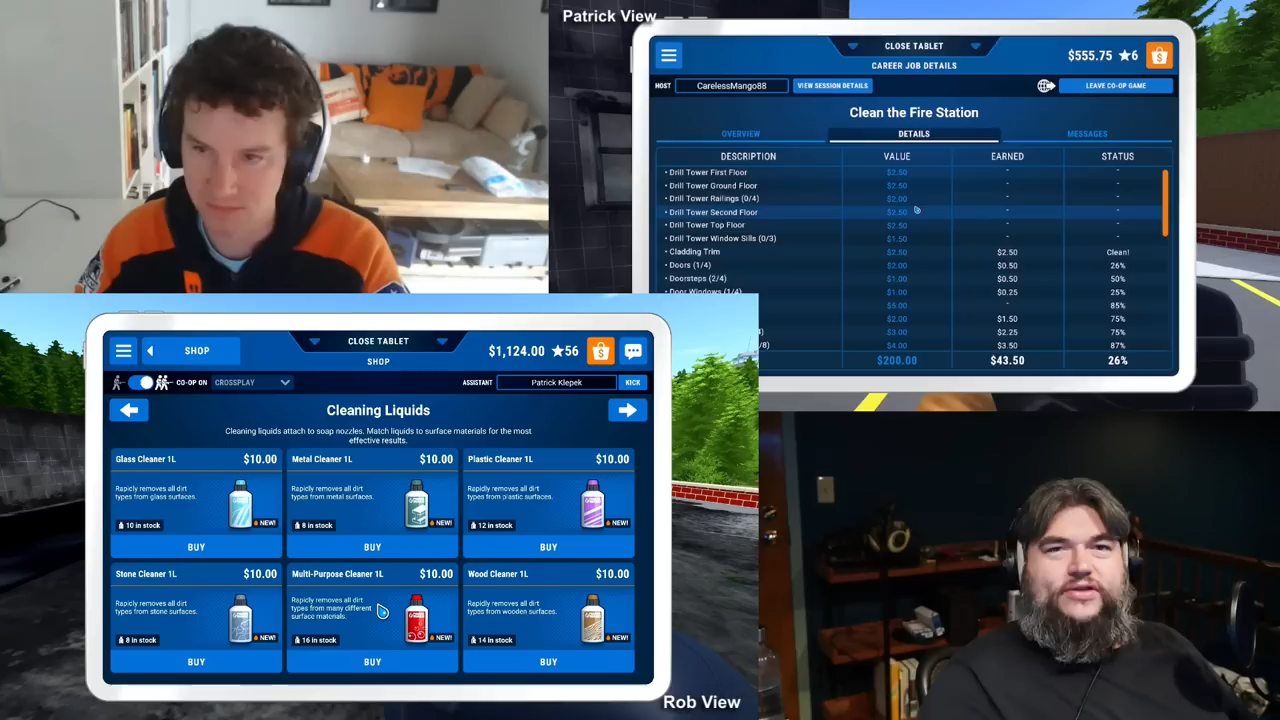 Patrick View
CLOSE TABLET
$555.75 ★6
CAREER JOB DETAILS
HOST
CarelessMango88
VIEW SESSION DETAILS
LEAVE CO-OP GAME
Clean the Fire Station
OVERVIEW
DETAILS
MESSAGES
DESCRIPTION VALUE EARNED STATUS
• Drill Tower First Floor $2.50 - -
• Drill Tower Ground Floor $2.50 - -
• Drill Tower Railings (0/4) $2.00 - -
• Drill Tower Second Floor $2.50 - -
• Drill Tower Top Floor $2.50 - -
• Drill Tower Window Sills (0/3) $1.50 - -
• Cladding Trim $2.50 $2.50 Clean!
• Doors (1/4) $2.00 $0.50 26%
• Doorsteps (2/4) $1.00 $0.50 50%
• Door Windows (1/4) $1.00 $0.25 25%
$5.00 - 85%
$2.00 $1.50 75%
4) $3.00 $2.25 75%
/8) $4.00 $3.50 87%
$200.00 $43.50 26%
SHOP
CLOSE TABLET
SHOP
$1,124.00 ★56
CO-OP ON
CROSSPLAY
ASSISTANT
Patrick Klepek
KICK
Cleaning Liquids
Cleaning liquids attach to soap nozzles. Match liquids to surface materials for the most
effective results.
Glass Cleaner 1L $10.00
Rapidly removes all dirt
types from glass surfaces.
10 in stock
NEW!
BUY
Metal Cleaner 1L $10.00
Rapidly removes all dirt
types from metal surfaces.
8 in stock
NEW!
BUY
Plastic Cleaner 1L $10.00
Rapidly removes all dirt
types from plastic surfaces.
12 in stock
NEW!
BUY
Stone Cleaner 1L $10.00
Rapidly removes all dirt
types from stone surfaces.
8 in stock
NEW!
BUY
Multi-Purpose Cleaner 1L $10.00
Rapidly removes all dirt
types from many different
surface materials.
16 in stock
NEW!
BUY
Wood Cleaner 1L $10.00
Rapidly removes all dirt
types from wooden surfaces.
14 in stock
NEW!
BUY
Rob View